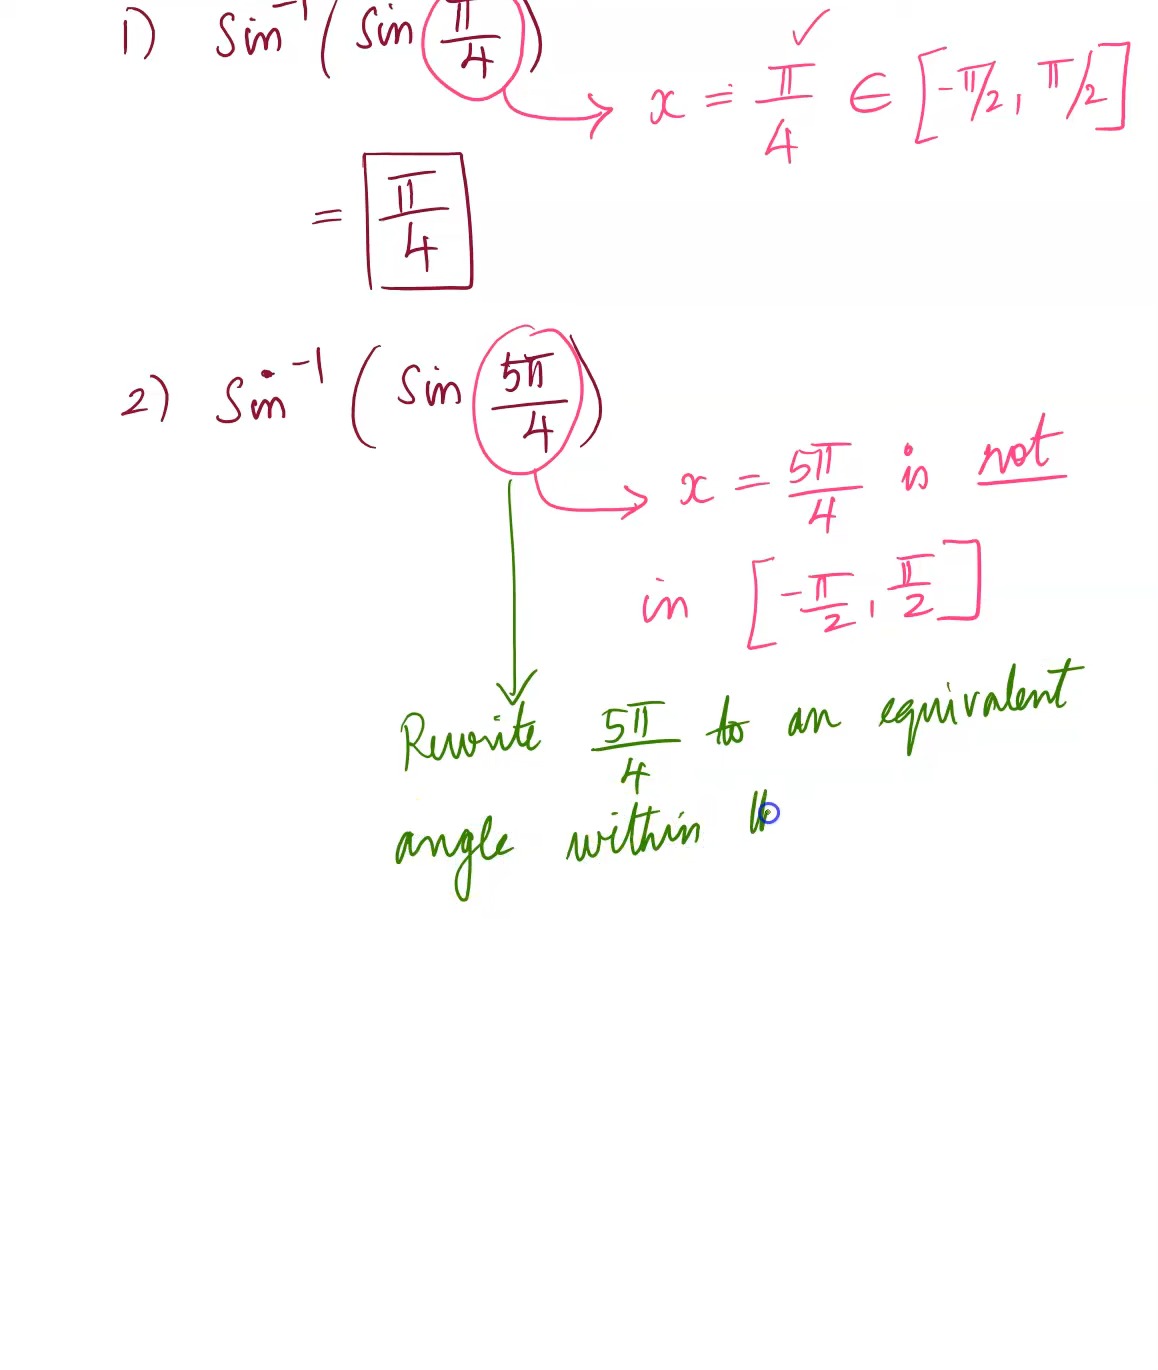 1) Sin⁻¹(Sin π/4)
x = π/4 ∈ [-π/2, π/2]
✓
= π/4
2) Sin⁻¹(Sin 5π/4)
x = 5π/4 is not
in [-π/2, π/2]
Rewrite 5π/4 to an equivalent
angle within